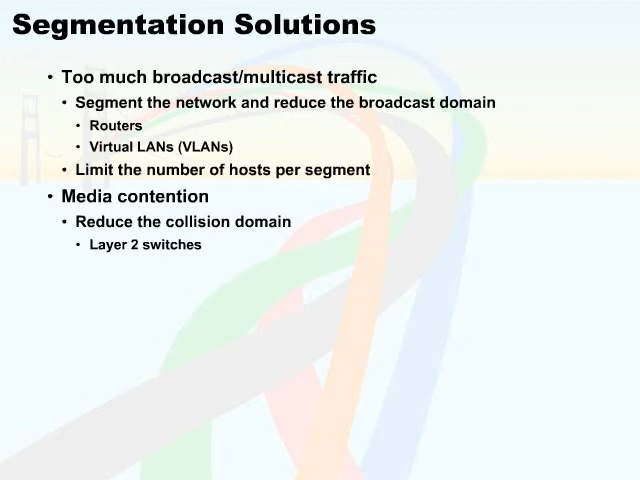 Segmentation Solutions
• Too much broadcast/multicast traffic
• Segment the network and reduce the broadcast domain
• Routers
• Virtual LANs (VLANs)
• Limit the number of hosts per segment
• Media contention
• Reduce the collision domain
• Layer 2 switches